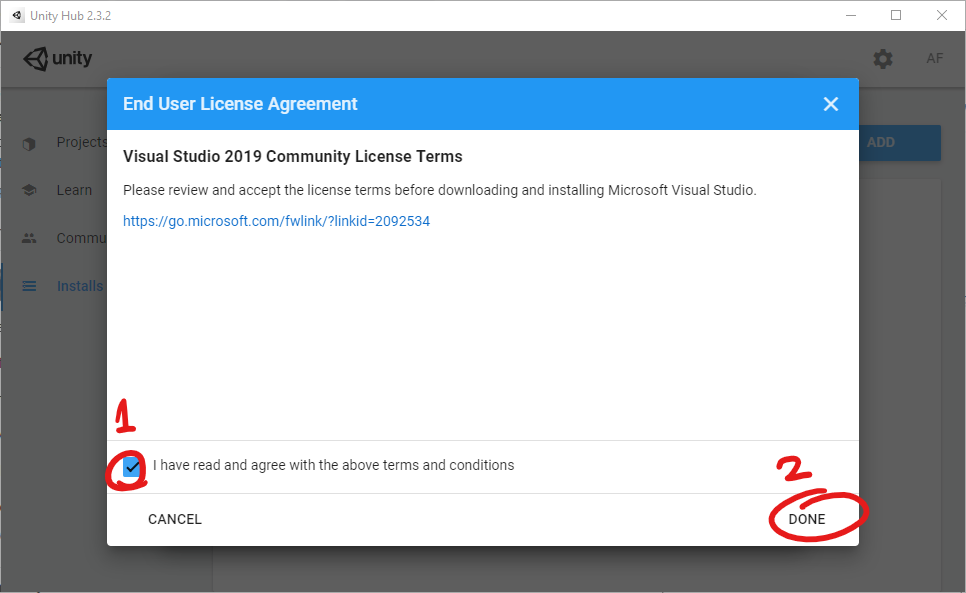 Unity Hub 2.3.2
unity
AF
End User License Agreement
Projects
ADD
Visual Studio 2019 Community License Terms
Learn
Please review and accept the license terms before downloading and installing Microsoft Visual Studio.
https://go.microsoft.com/fwlink/?linkid=2092534
Commu
Installs
1
I have read and agree with the above terms and conditions
2
CANCEL
DONE